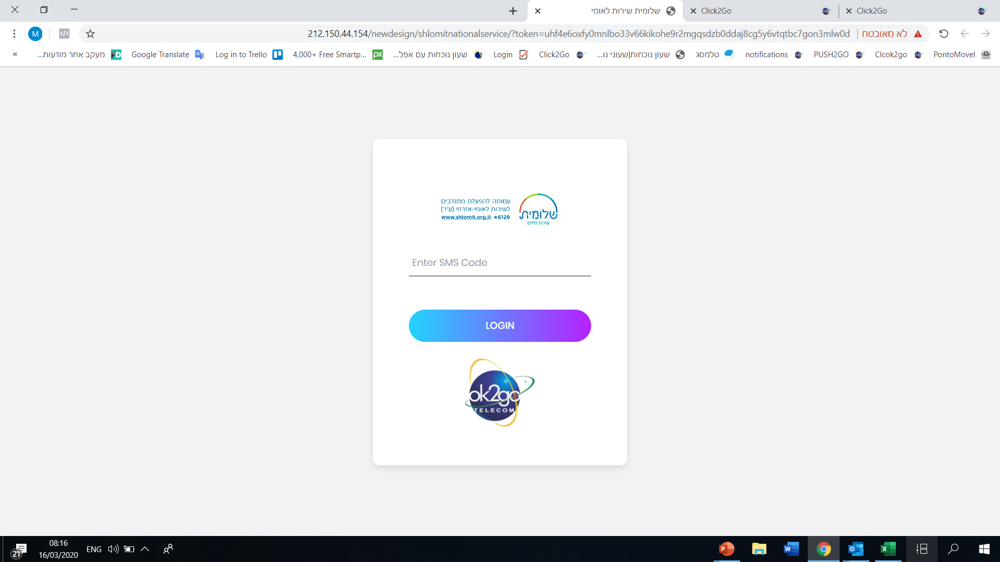 שלומית שירות לאומי
Click2Go
Click2Go
212.150.44.154/newdesign/shlomitnationalservice/?token=uhf4e6oxfy0mnlbo33v66kikohe9r2mgqsdzb0ddaj8cg5y6vtqtbc7gon3mlw0d
לא מאובטח
M
»
מעקב אחר מודעות...
Google Translate
Log in to Trello
4,000+ Free Smartp...
שעון נוכחות עם אפל...
Login
Click2Go
שעון נוכחות|שעוני נו...
טלמסג
notifications
PUSH2GO
Clcok2go
PontoMovel
עמותה להפעלת מתנדבים
לשירות לאומי-אזרחי (ע״ר)
www.shlomit.org.il *6129
שלומית
שירות לחיים
Enter SMS Code
LOGIN
ok2go
TELECOM
21
08:16
16/03/2020
ENG